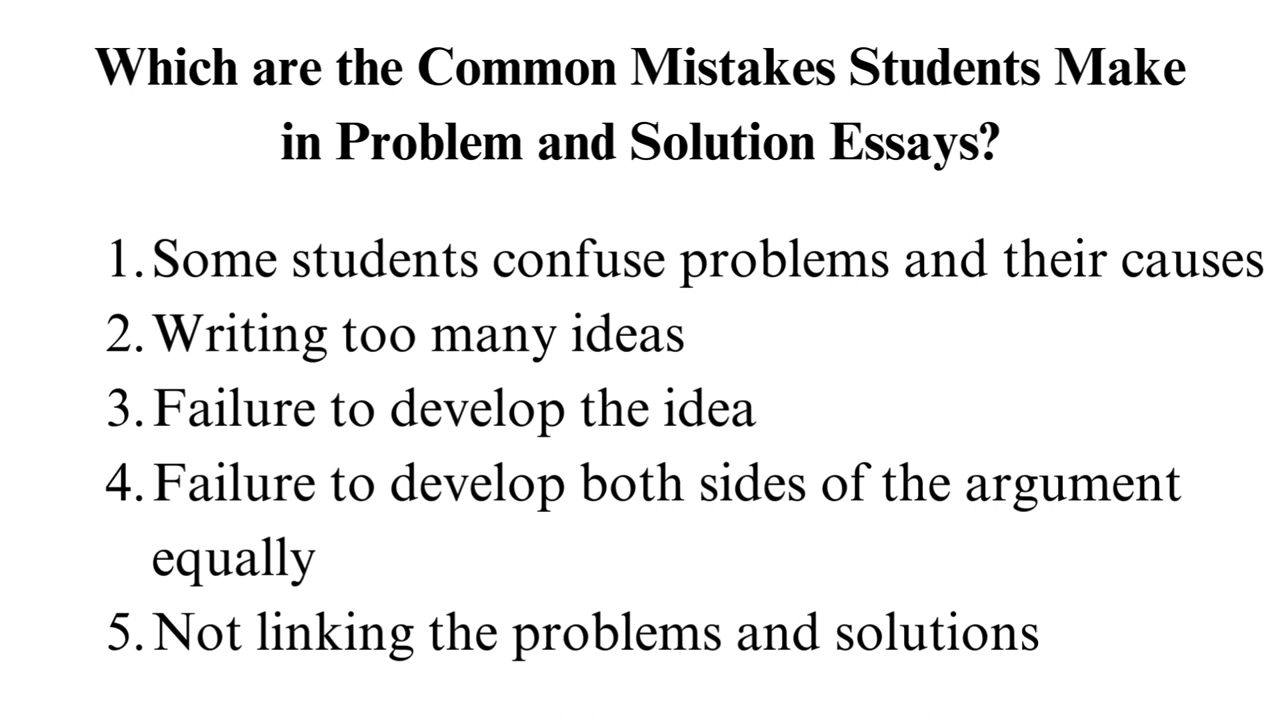 Which are the Common Mistakes Students Make
in Problem and Solution Essays?
1. Some students confuse problems and their causes
2. Writing too many ideas
3. Failure to develop the idea
4. Failure to develop both sides of the argument
equally
5. Not linking the problems and solutions